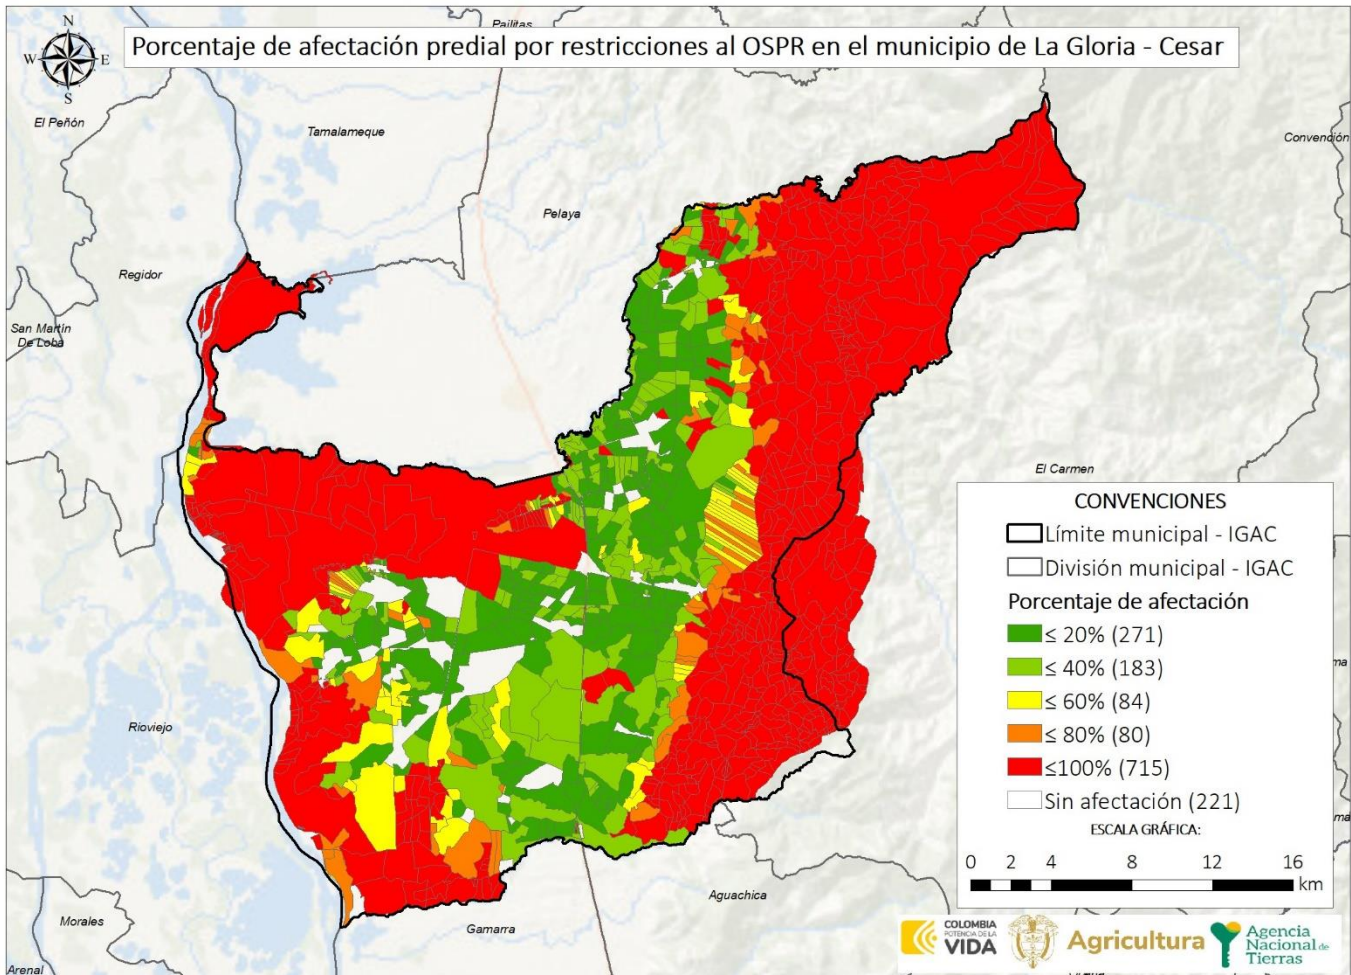 N
W
E
S
Pailitas
Porcentaje de afectación predial por restricciones al OSPR en el municipio de La Gloria - Cesar
El Peñón
Tamalameque
Convención
Pelaya
Regidor
San Martín
De Loba
El Carmen
CONVENCIONES
Límite municipal - IGAC
División municipal - IGAC
Porcentaje de afectación
≤ 20% (271)
≤ 40% (183)
≤ 60% (84)
≤ 80% (80)
≤100% (715)
Sin afectación (221)
ESCALA GRÁFICA:
0 2 4 8 12 16
km
Rioviejo
Aguachica
Morales
Gamarra
Arenal
COLOMBIA
POTENCIA DE LA
VIDA
Agricultura
Agencia
Nacional de
Tierras